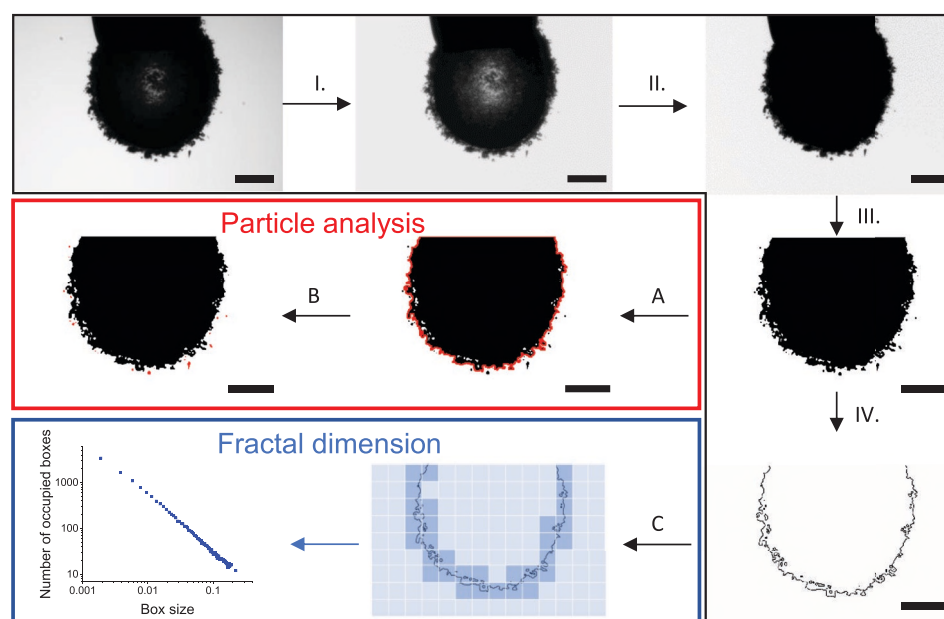 I.
II.
III.
Particle analysis
B
A
IV.
Fractal dimension
Number of occupied boxes
1000
100
10
0.001
0.01
0.1
Box size
C